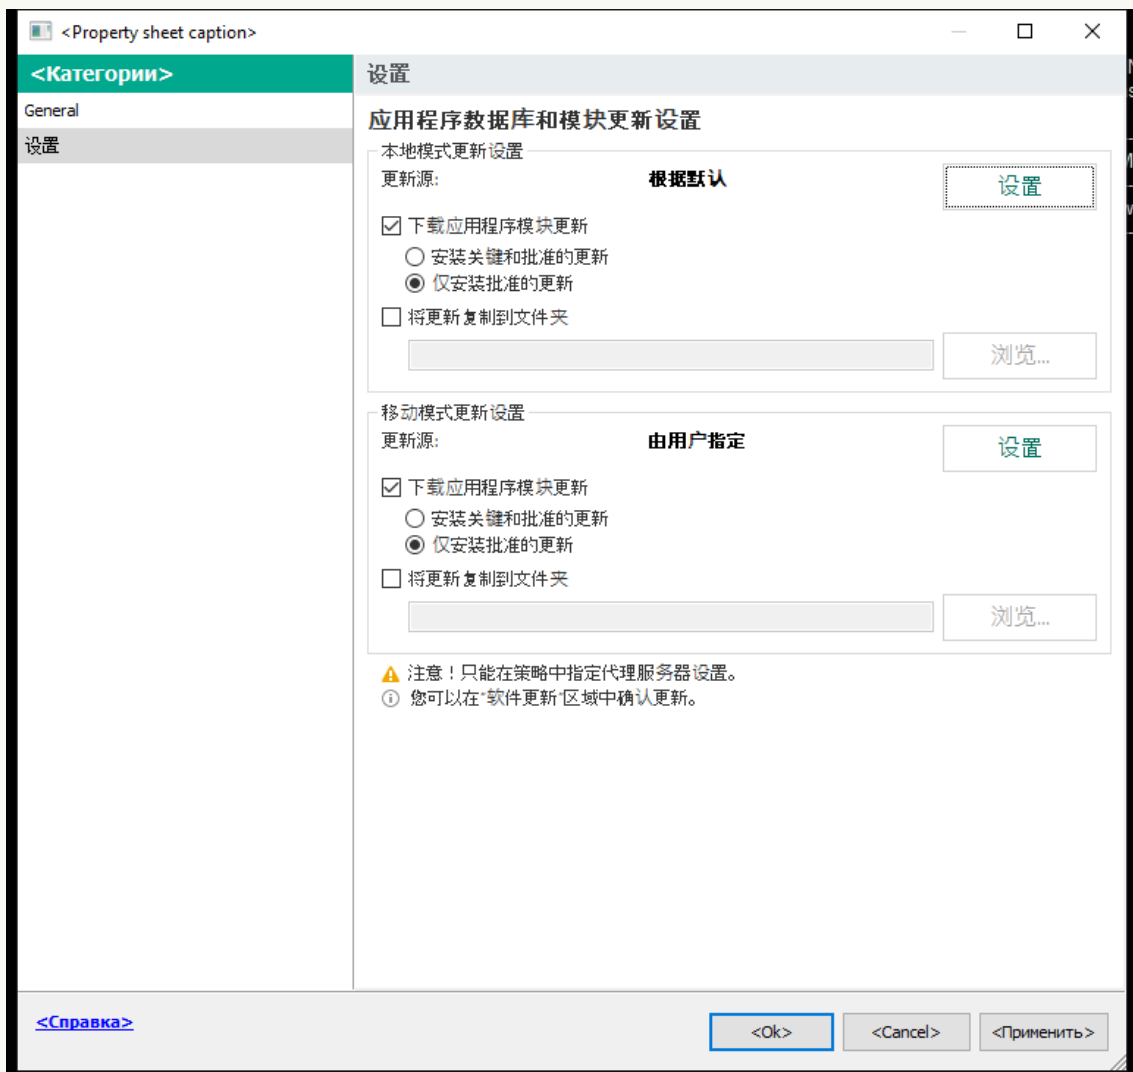 <Property sheet caption>
<Категории>
General
设置
设置
应用程序数据库和模块更新设置
本地模式更新设置
更新源: 根据默认 设置
下载应用程序模块更新
安装关键和批准的更新
仅安装批准的更新
将更新复制到文件夹
浏览...
移动模式更新设置
更新源: 由用户指定 设置
下载应用程序模块更新
安装关键和批准的更新
仅安装批准的更新
将更新复制到文件夹
浏览...
注意！只能在策略中指定代理服务器设置。
您可以在"软件更新"区域中确认更新。
<Справка>
<Ok> <Cancel> <Применить>